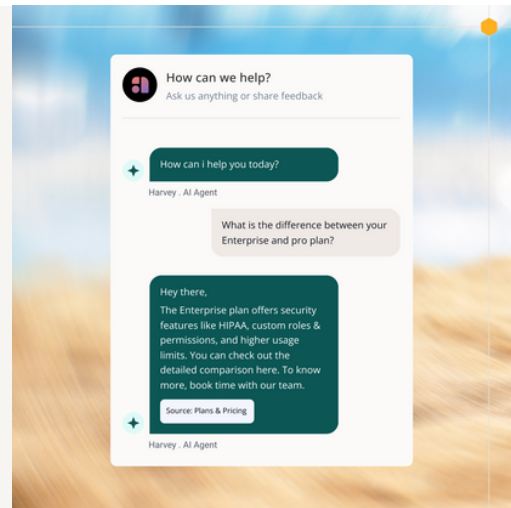 How can we help?
Ask us anything or share feedback
How can i help you today?
Harvey . AI Agent
What is the difference between your
Enterprise and pro plan?
Hey there,
The Enterprise plan offers security
features like HIPAA, custom roles &
permissions, and higher usage
limits. You can check out the
detailed comparison here. To know
more, book time with our team.
Source: Plans & Pricing
Harvey . AI Agent